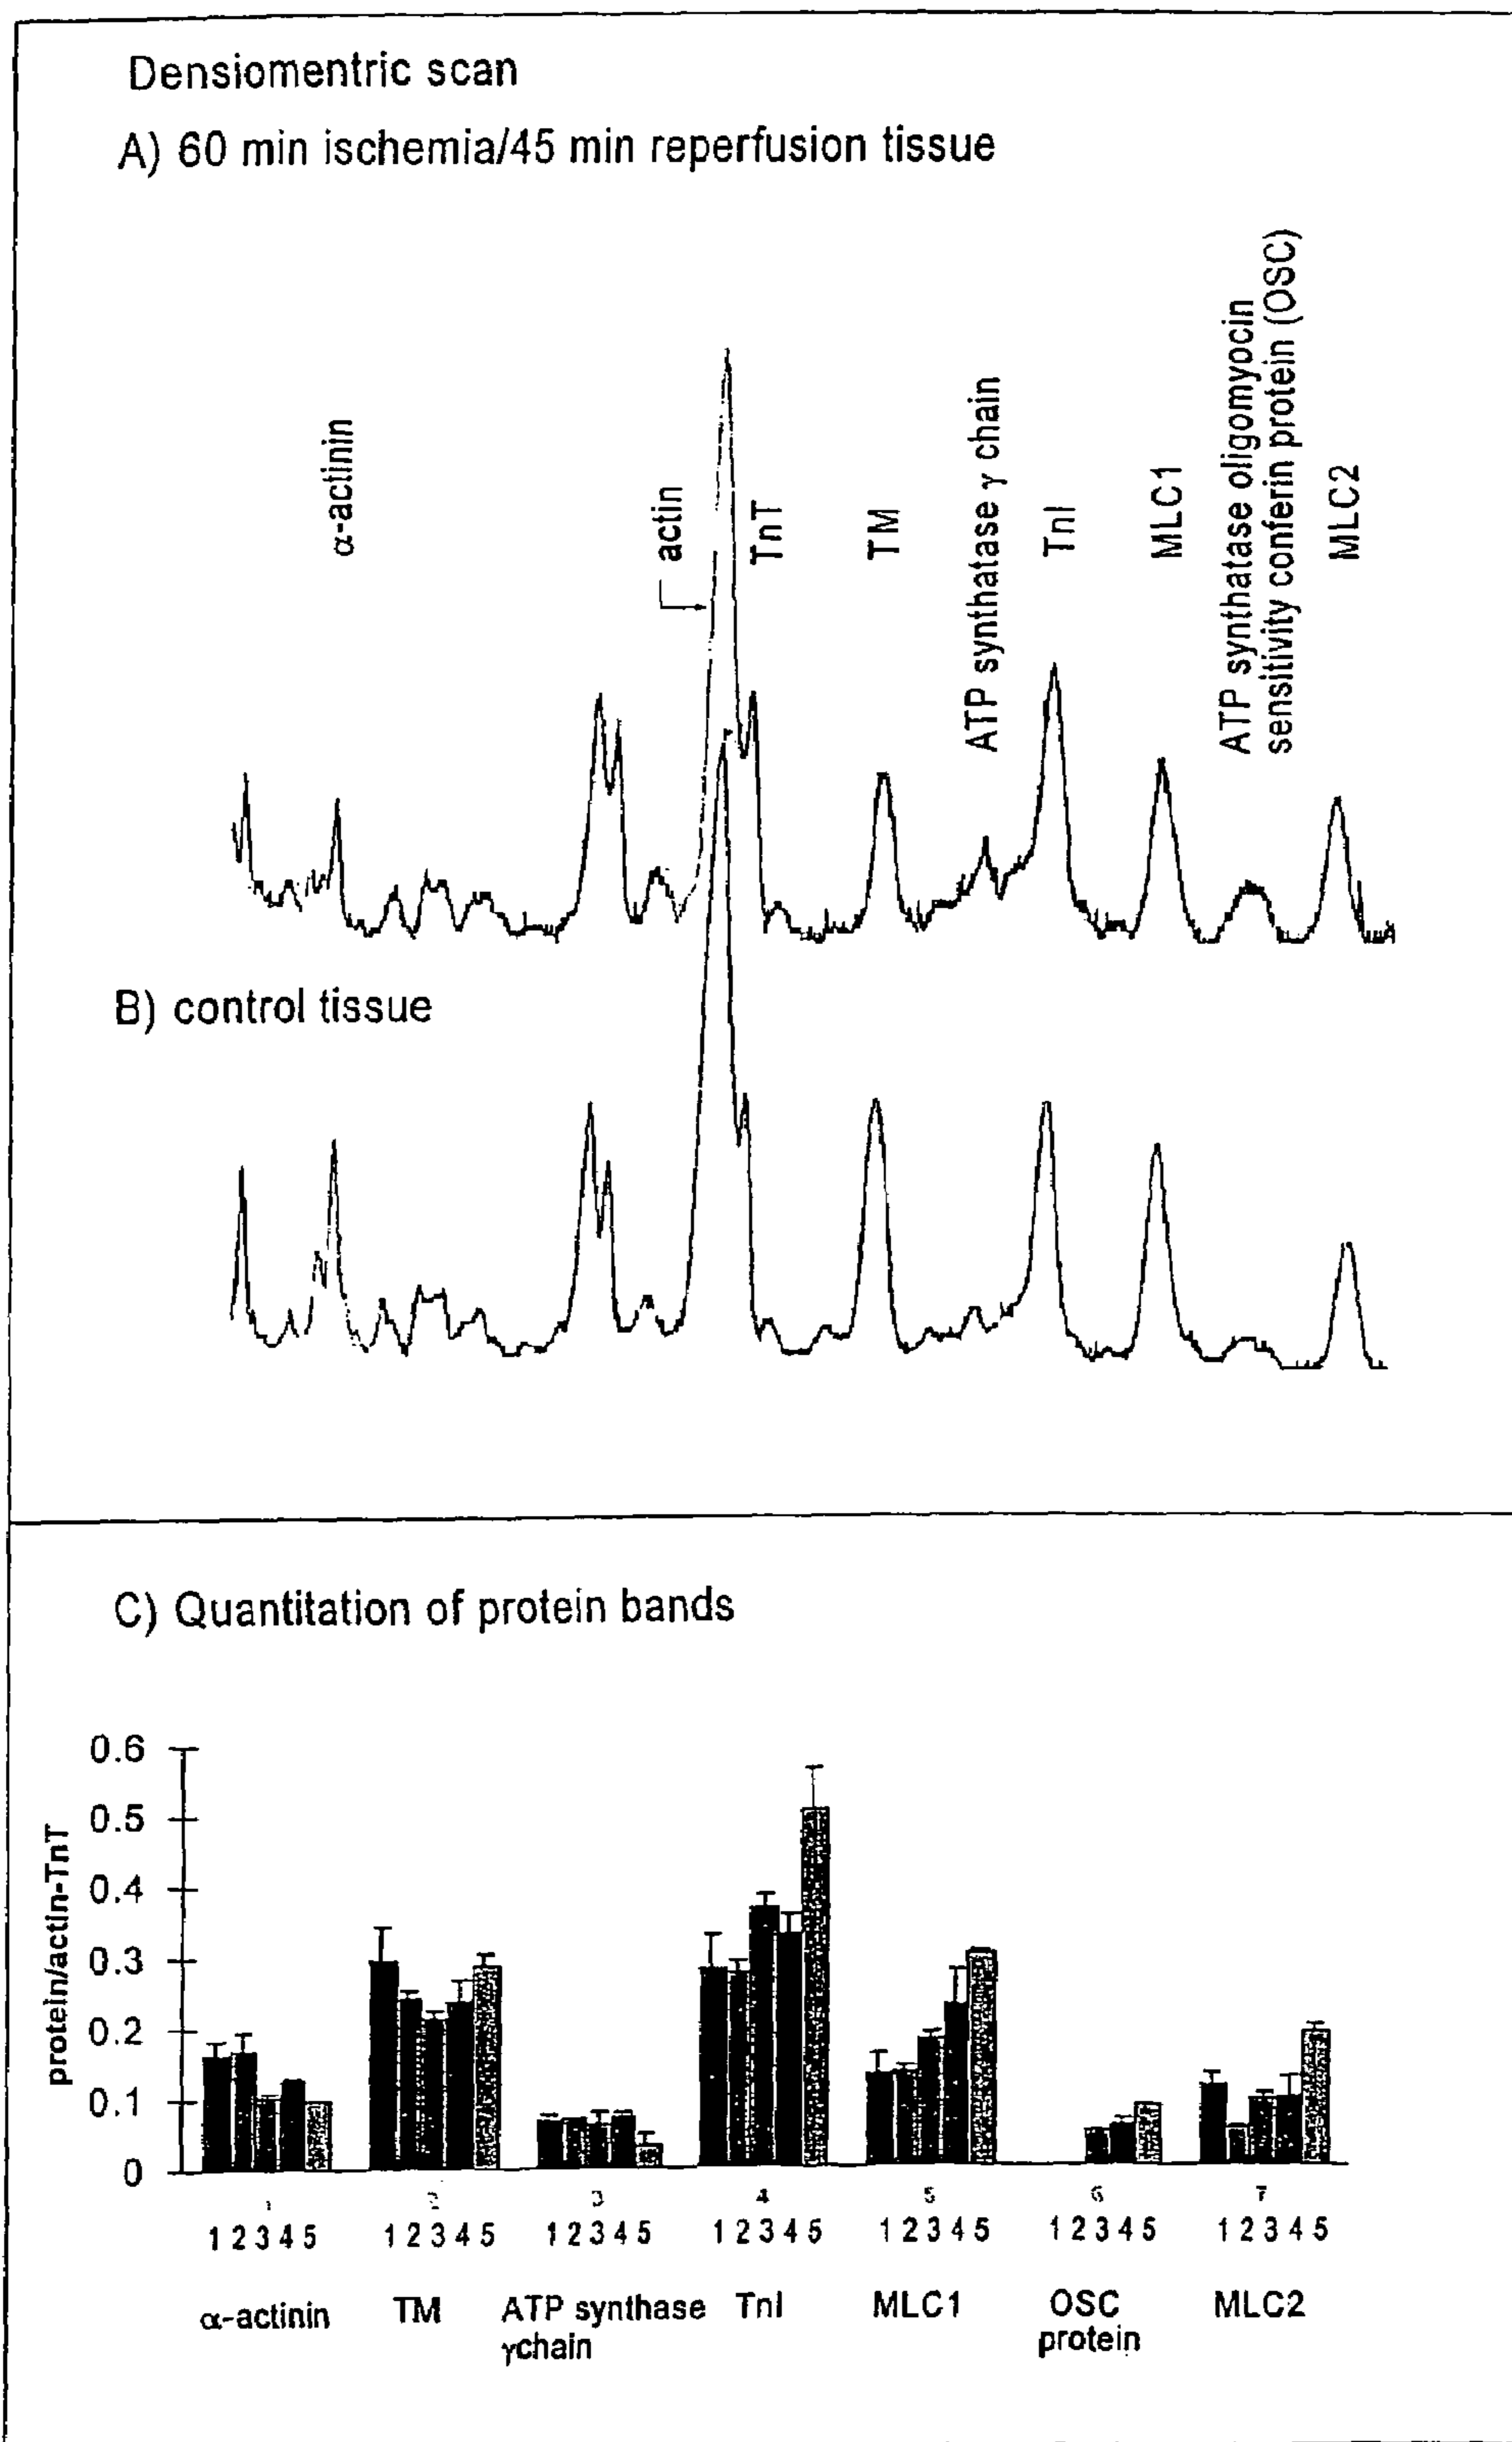 Densiomentric scan
A) 60 min ischemia/45 min reperfusion tissue
α-actinin
actin
TnT
TM
ATP synthatase γ chain
TnI
MLC1
ATP synthatase oligomyocin
sensitivity conferin protein (OSC)
MLC2
B) control tissue
C) Quantitation of protein bands
protein/actin-TnT
0.6
0.5
0.4
0.3
0.2
0.1
0
1 2 3 4 5 6 7
1 2 3 4 5 1 2 3 4 5 1 2 3 4 5 1 2 3 4 5 1 2 3 4 5 1 2 3 4 5 1 2 3 4 5
α-actinin TM ATP synthase TnI MLC1 OSC MLC2
γchain protein